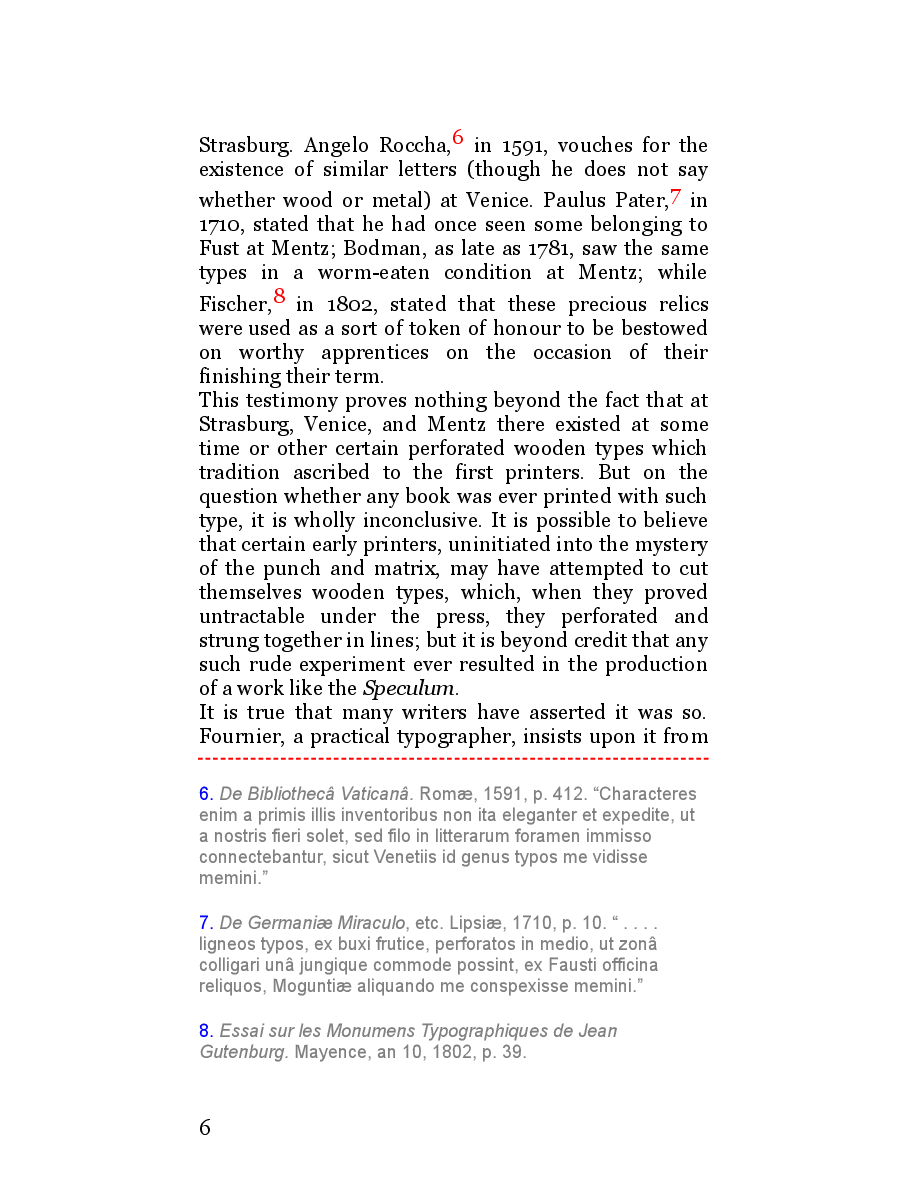 Strasburg. Angelo Roccha,6 in 1591, vouches for the
existence of similar letters (though he does not say
whether wood or metal) at Venice. Paulus Pater,7 in
1710, stated that he had once seen some belonging to
Fust at Mentz; Bodman, as late as 1781, saw the same
types in a worm-eaten condition at Mentz; while
Fischer,8 in 1802, stated that these precious relics
were used as a sort of token of honour to be bestowed
on worthy apprentices on the occasion of their
finishing their term.
This testimony proves nothing beyond the fact that at
Strasburg, Venice, and Mentz there existed at some
time or other certain perforated wooden types which
tradition ascribed to the first printers. But on the
question whether any book was ever printed with such
type, it is wholly inconclusive. It is possible to believe
that certain early printers, uninitiated into the mystery
of the punch and matrix, may have attempted to cut
themselves wooden types, which, when they proved
untractable under the press, they perforated and
strung together in lines; but it is beyond credit that any
such rude experiment ever resulted in the production
of a work like the Speculum.
It is true that many writers have asserted it was so.
Fournier, a practical typographer, insists upon it from
6. De Bibliothecâ Vaticanâ. Romæ, 1591, p. 412. “Characteres
enim a primis illis inventoribus non ita eleganter et expedite, ut
a nostris fieri solet, sed filo in litterarum foramen immisso
connectebantur, sicut Venetiis id genus typos me vidisse
memini.”
7. De Germaniæ Miraculo, etc. Lipsiæ, 1710, p. 10. “ . . . .
ligneos typos, ex buxi frutice, perforatos in medio, ut zonâ
colligari unâ jungique commode possint, ex Fausti officina
reliquos, Moguntiæ aliquando me conspexisse memini.”
8. Essai sur les Monumens Typographiques de Jean
Gutenburg. Mayence, an 10, 1802, p. 39.
6